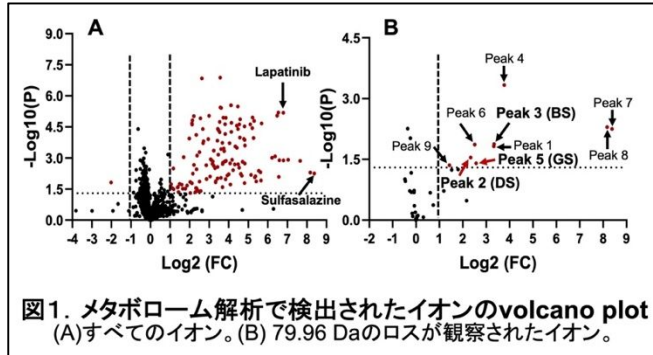 A
B
9.0
7.5
6.0
4.5
3.0
1.5
0.0
-Log10(P)
Lapatinib
Sulfasalazine
-4 -3 -2 -1 0 1 2 3 4 5 6 7 8 9
Log2 (FC)
4.5
3.0
1.5
0.0
-Log10(P)
Peak 4
Peak 6
Peak 3 (BS)
Peak 7
Peak 9
Peak 1
Peak 8
Peak 5 (GS)
Peak 2 (DS)
-2 -1 0 1 2 3 4 5 6 7 8 9
Log2 (FC)
図1. メタボローム解析で検出されたイオンのvolcano plot
(A)すべてのイオン。(B) 79.96 Daのロスが観察されたイオン。